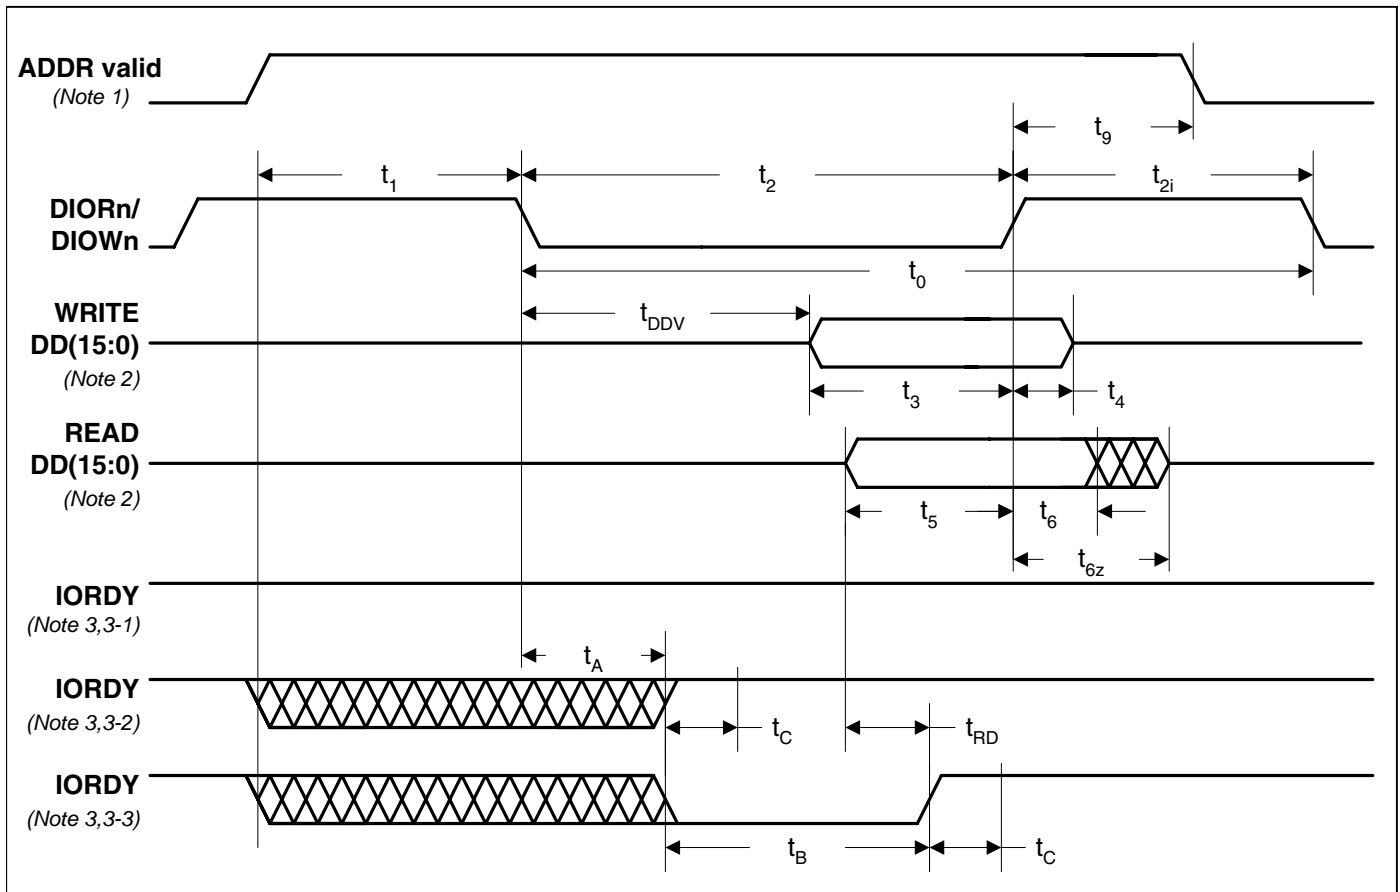 ADDR valid
(Note 1)
t9
t1
t2
t2i
DIORn/
DIOWn
t0
WRITE
DD(15:0)
(Note 2)
tDDV
t3
t4
READ
DD(15:0)
(Note 2)
t5
t6
t6z
IORDY
(Note 3,3-1)
tA
IORDY
(Note 3,3-2)
tC
tRD
IORDY
(Note 3,3-3)
tB
tC